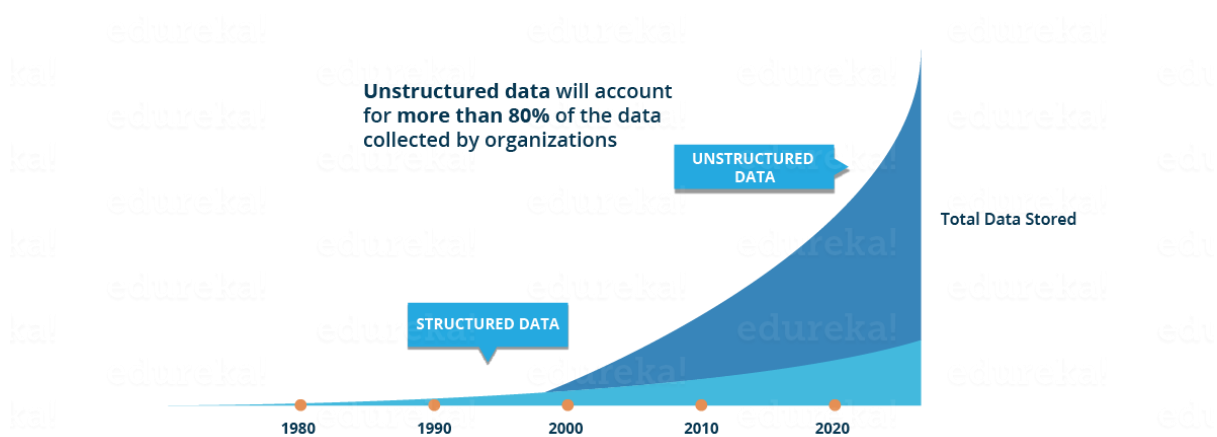 Unstructured data will account
for more than 80% of the data
collected by organizations
UNSTRUCTURED
DATA
Total Data Stored
STRUCTURED DATA
edureka!
1980
1990
2000
2010
2020